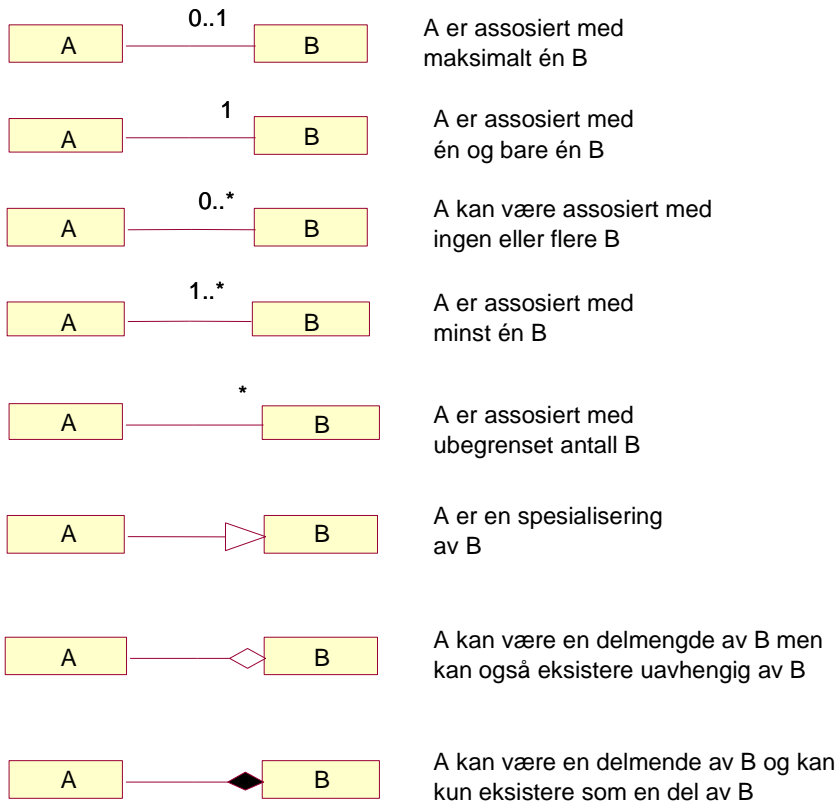 0..1
A B
A er assosiert med
maksimalt én B
1
A B
A er assosiert med
én og bare én B
0..*
A B
A kan være assosiert med
ingen eller flere B
1..*
A B
A er assosiert med
minst én B
*
A B
A er assosiert med
ubegrenset antall B
A B
A er en spesialisering
av B
A B
A kan være en delmengde av B men
kan også eksistere uavhengig av B
A B
A kan være en delmende av B og kan
kun eksistere som en del av B